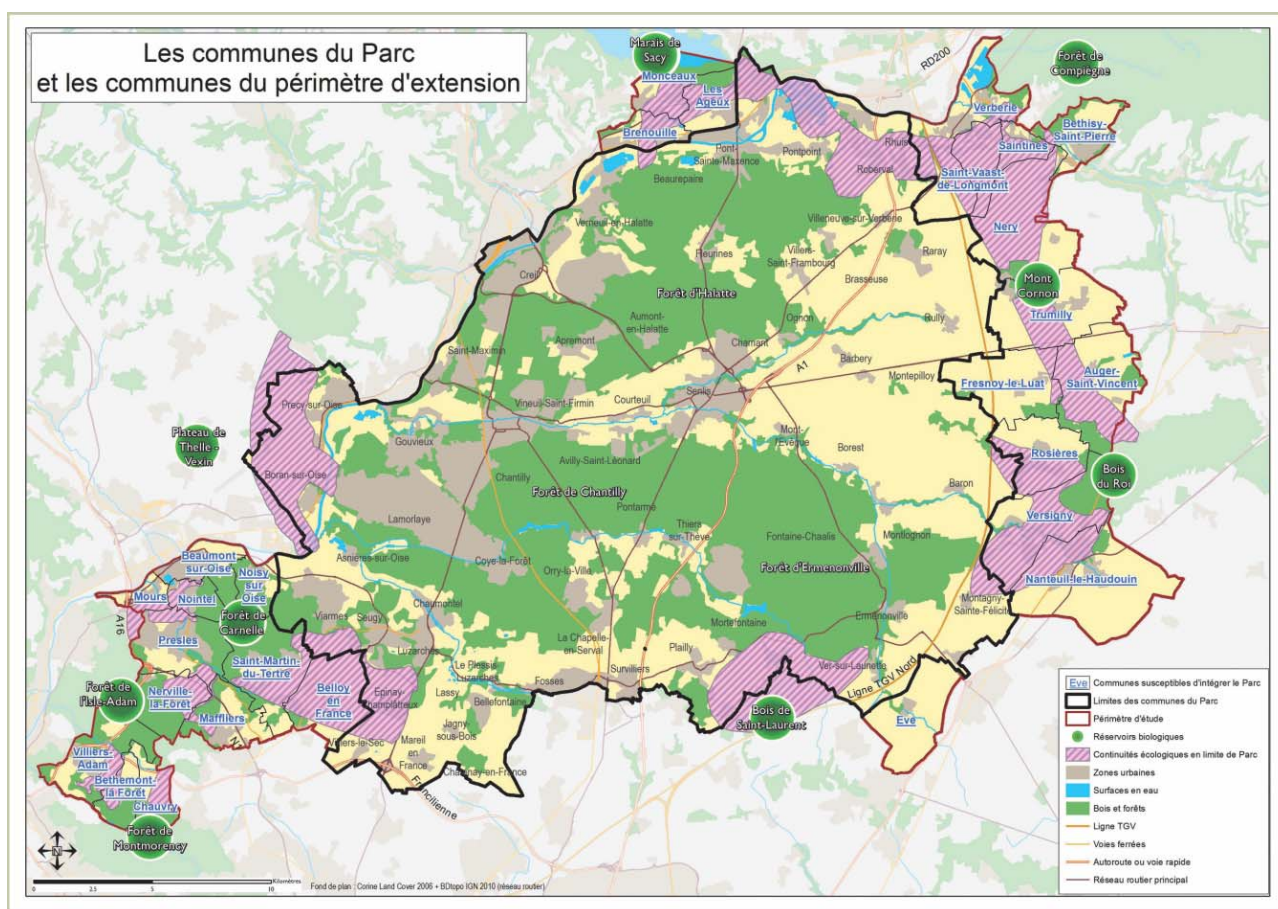 Les communes du Parc
et les communes du périmètre d'extension
Marais de
Sacy
RD200
Forêt de
Compiègne
Monceaux
Les
Ageux
Brenouille
Verberie
Béthisy-
Saint-Pierre
Saintines
Saint-Vaast-
de-Longmont
Néry
Pont-
Sainte-Maxence
Pontpoint
Rhuis
Roberval
Beaurepaire
Verneuil-en-Halatte
Villeneuve-sur-Verberie
Fleurines
Villers-
Saint-Frambourg
Raray
Brasseuse
Creil
Forêt d'Halatte
Mont
Cornon
Trumilly
Aumont-
en-Halatte
Ognon
Rully
Apremont
Chamant
Saint-Maximin
A1
Barbery
Montepilloy
Fresnoy-le-Luat
Auger-
Saint-Vincent
Senlis
Courteuil
Vineuil-Saint-Firmin
Précy-sur-Oise
Gouvieux
Mont-
l'Evêque
Borest
Rosières
Bois
du Roi
Plateau de
Thelle -
Vexin
Avilly-Saint-Léonard
Boran-sur-Oise
Chantilly
Forêt de Chantilly
Baron
Versigny
Pontarmé
Lamorlaye
Thiers
sur-Thève
Fontaine-Chaalis
Montlognon
Asnières-sur-Oise
Coye-la-Forêt
Orry-la-Ville
Forêt d'Ermenonville
Nanteuil-le-Haudouin
Beaumont
sur-Oise
Noisy
sur
Oise
Mours
Nointel
Forêt de
Carnelle
A16
Presles
Viarmes
Seugy
Chaumontel
Montagny-
Sainte-Félicité
Ermenonville
Mortefontaine
Luzarches
La Chapelle-
en-Serval
Plailly
Saint-Martin-
du-Tertre
Le Plessis
Luzarches
Survilliers
Ver-sur-Launette
Ligne TGV Nord
Forêt de
l'Isle-Adam
Nerville-
la-Forêt
Belloy
en
France
Epinay-
Champlâtreux
Lassy
Fosses
Bellefontaine
Maffliers
Jagny
sous-Bois
Bois de
Saint-Laurent
Eve
Villiers-le-Sec
Mareil
en
France
Châtenay-en-France
Francilienne
Villiers-
Adam
Béthemont-
la-Forêt
Chauvry
Forêt de
Montmorency
N
0 2.5 5 10
Kilomètres
Fond de plan : Corine Land Cover 2006 + BDtopo IGN 2010 (réseau routier)
Eve Communes susceptibles d'intégrer le Parc
Limites des communes du Parc
Périmètre d'étude
Réservoirs biologiques
Continuités écologiques en limite de Parc
Zones urbaines
Surfaces en eau
Bois et forêts
Ligne TGV
Voies ferrées
Autoroute ou voie rapide
Réseau routier principal